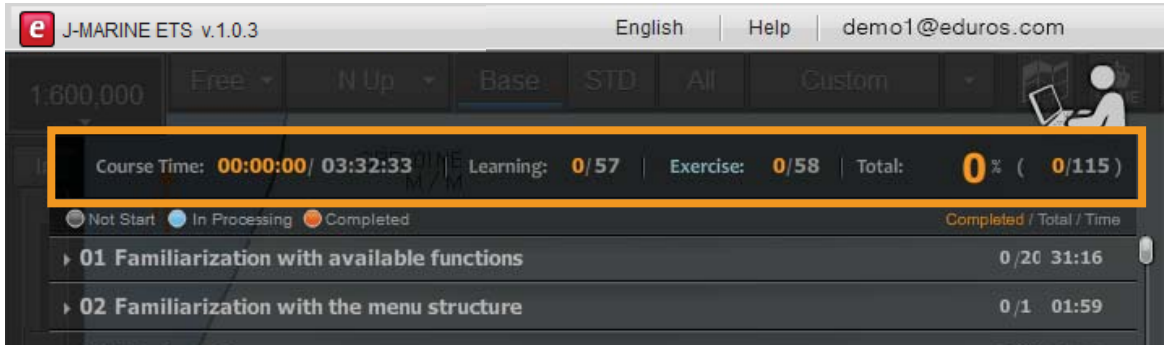 e J-MARINE ETS v.1.0.3 English Help demo1@eduros.com
1:600,000 Free N Up Base STD All Custom
Course Time: 00:00:00/ 03:32:33 Learning: 0/57 Exercise: 0/58 Total: 0 % ( 0/115 )
Not Start In Processing Completed Completed / Total / Time
01 Familiarization with available functions 0/20 31:16
02 Familiarization with the menu structure 0/1 01:59